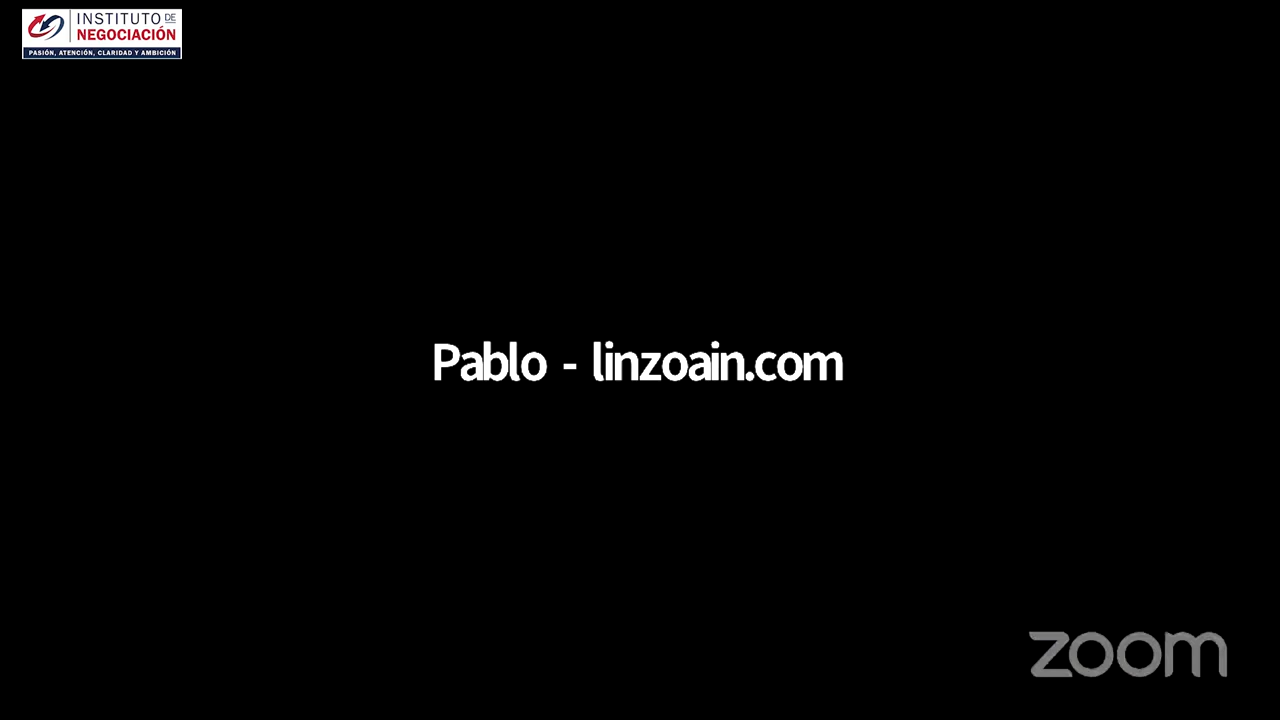 INSTITUTO DE
NEGOCIACIÓN
PASIÓN, ATENCIÓN, CLARIDAD Y AMBICIÓN
Pablo - linzoain.com
zoom